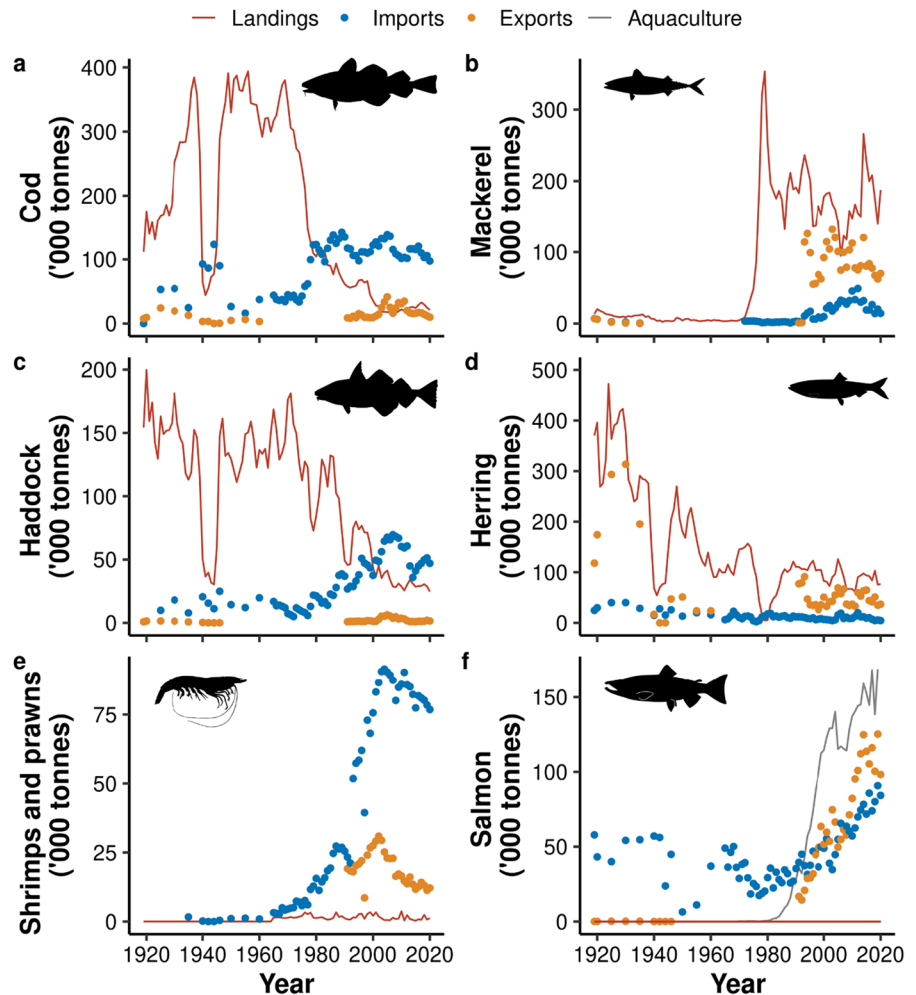 Landings Imports Exports Aquaculture
a
Cod
('000 tonnes)
400
300
200
100
0
b
Mackerel
('000 tonnes)
300
200
100
0
c
Haddock
('000 tonnes)
200
150
100
50
0
d
Herring
('000 tonnes)
500
400
300
200
100
0
e
Shrimps and prawns
('000 tonnes)
75
50
25
0
1920 1940 1960 1980 2000 2020
Year
f
Salmon
('000 tonnes)
150
100
50
0
1920 1940 1960 1980 2000 2020
Year